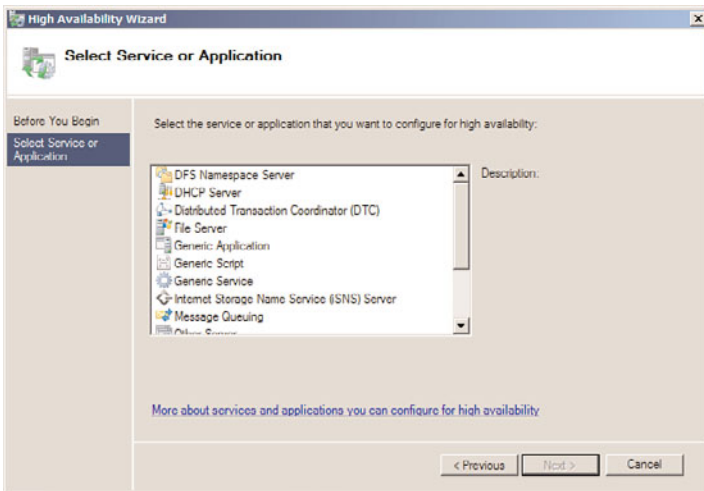 High Availability Wizard
Select Service or Application
Before You Begin
Select Service or
Application
Select the service or application that you want to configure for high availability:
DFS Namespace Server
DHCP Server
Distributed Transaction Coordinator (DTC)
File Server
Generic Application
Generic Script
Generic Service
Internet Storage Name Service (iSNS) Server
Message Queuing
Other Server
Description:
More about services and applications you can configure for high availability
< Previous
Next >
Cancel